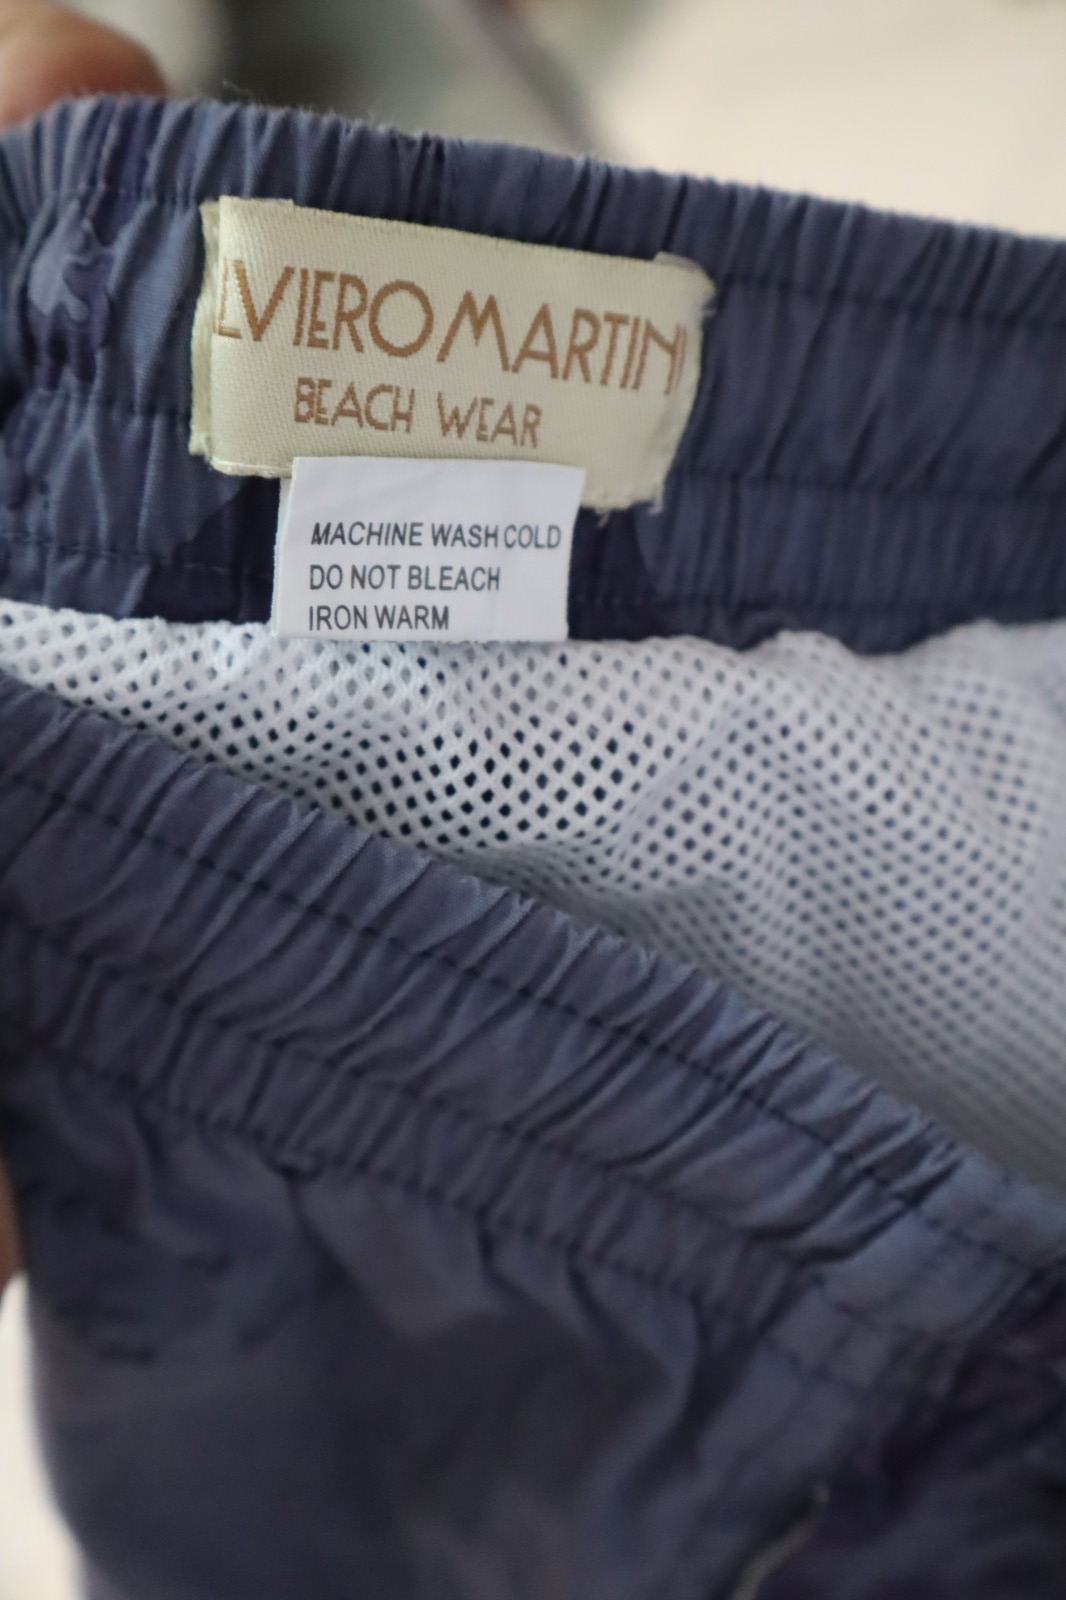 LVIERO MARTINI
BEACH WEAR
MACHINE WASH COLD
DO NOT BLEACH
IRON WARM